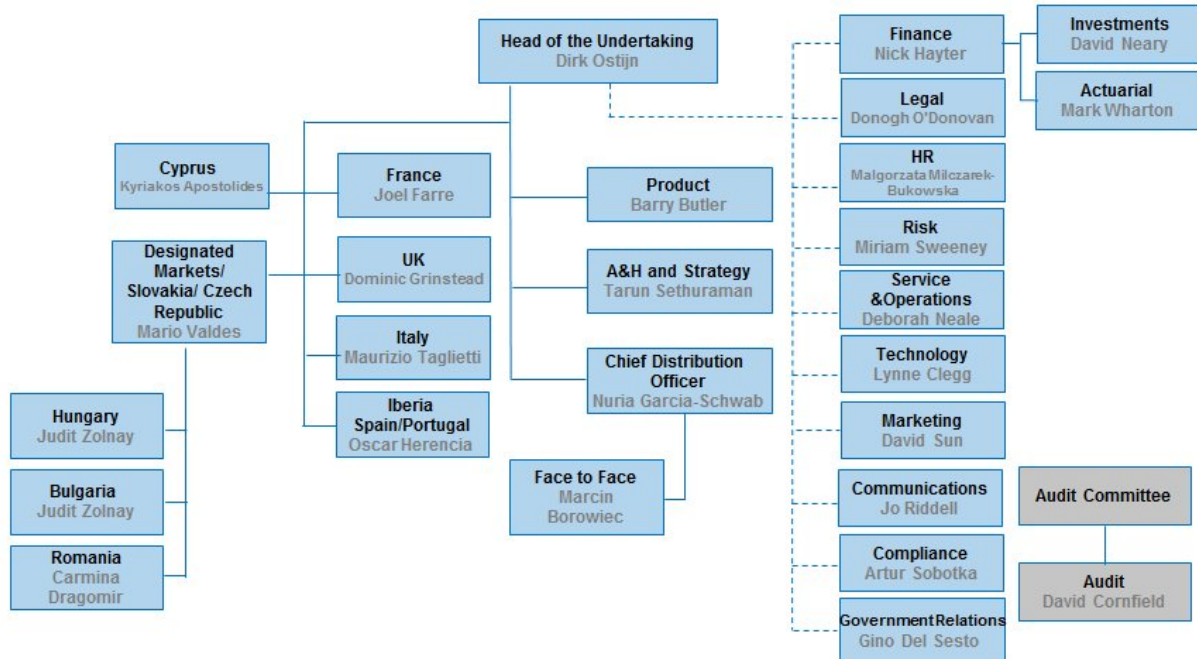 Head of the Undertaking
Dirk Ostijn
Cyprus
Kyriakos Apostolides
Designated
Markets/
Slovakia/ Czech
Republic
Mario Valdes
Hungary
Judit Zolnay
Bulgaria
Judit Zolnay
Romania
Carmina
Dragomir
France
Joel Farre
UK
Dominic Grinstead
Italy
Maurizio Taglietti
Iberia
Spain/Portugal
Oscar Herencia
Product
Barry Butler
A&H and Strategy
Tarun Sethuraman
Chief Distribution
Officer
Nuria Garcia-Schwab
Face to Face
Marcin
Borowiec
Finance
Nick Hayter
Legal
Donogh O'Donovan
HR
Malgorzata Milczarek-
Bukowska
Risk
Miriam Sweeney
Service
&Operations
Deborah Neale
Technology
Lynne Clegg
Marketing
David Sun
Communications
Jo Riddell
Compliance
Artur Sobotka
Government Relations
Gino Del Sesto
Investments
David Neary
Actuarial
Mark Wharton
Audit Committee
Audit
David Cornfield